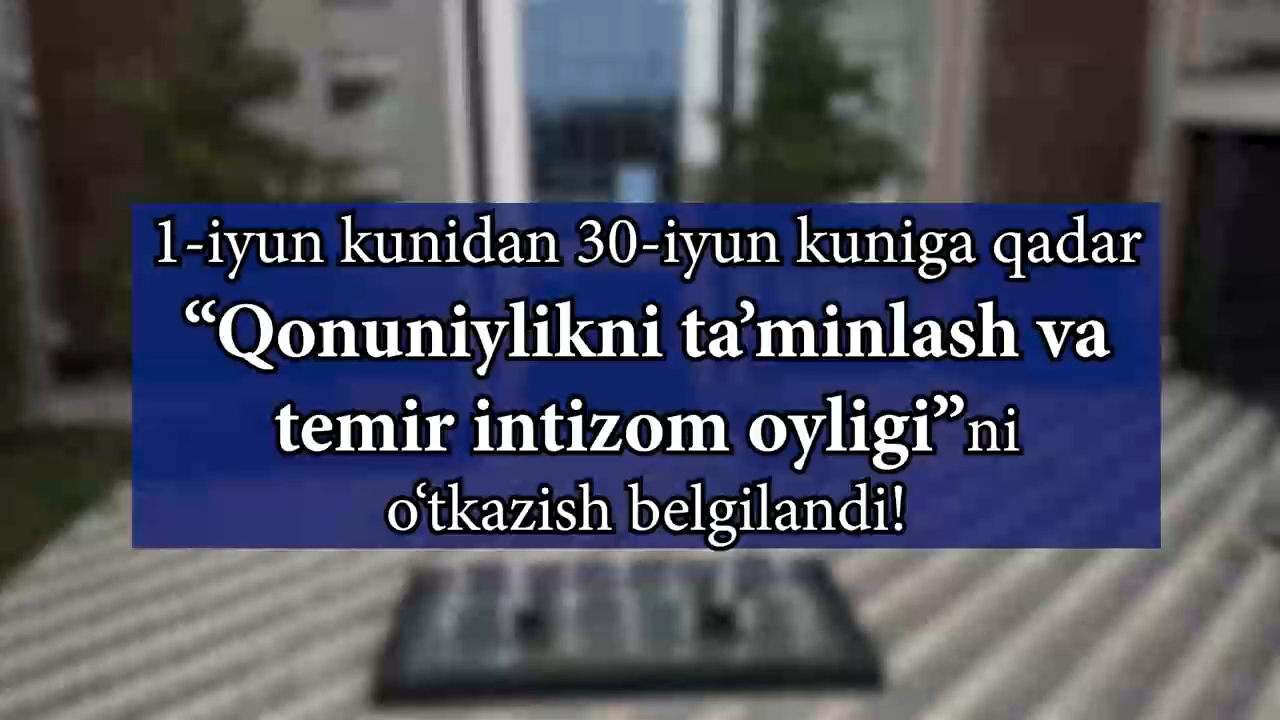 1-iyun kunidan 30-iyun kuniga qadar
“Qonuniylikni ta’minlash va
temir intizom oyligi”ni
o‘tkazish belgilandi!